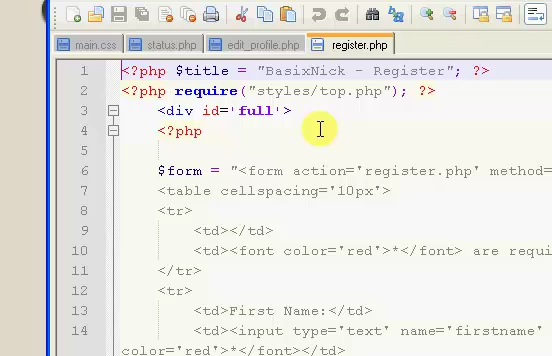 main.css status.php edit_profile.php register.php
1 <?php $title = "BasixNick - Register"; ?>
2 <?php require("styles/top.php"); ?>
3 <div id='full'>
4 <?php
5
6 $form = "<form action='register.php' method=
7 <table cellspacing='10px'>
8 <tr>
9 <td></td>
10 <td><font color='red'>*</font> are requi
11 </tr>
12 <tr>
13 <td>First Name:</td>
14 <td><input type='text' name='firstname'
color='red'>*</font></td>